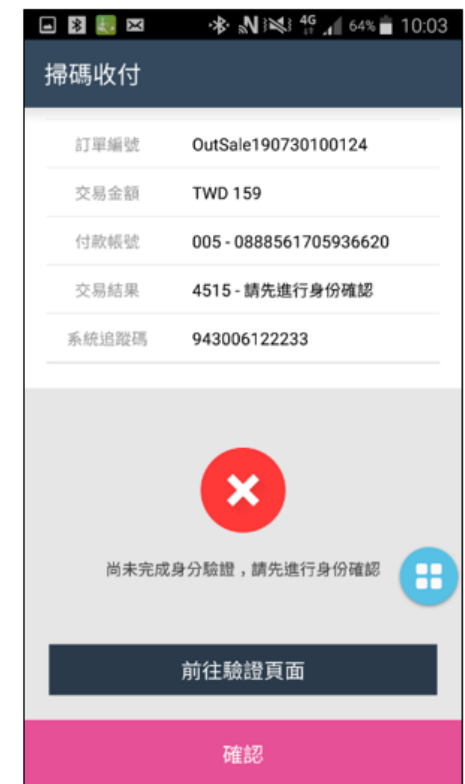 4G 64% 10:03
掃碼收付
訂單編號 OutSale190730100124
交易金額 TWD 159
付款帳號 005 - 0888561705936620
交易結果 4515 - 請先進行身份確認
系統追蹤碼 943006122233
尚未完成身分驗證，請先進行身份確認
前往驗證頁面
確認